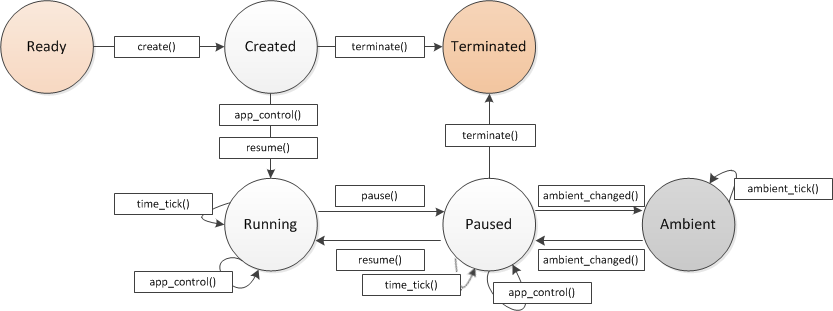 Ready
create()
Created
terminate()
Terminated
app_control()
resume()
terminate()
time_tick()
Running
pause()
Paused
ambient_changed()
Ambient
ambient_tick()
resume()
ambient_changed()
app_control()
time_tick()
app_control()